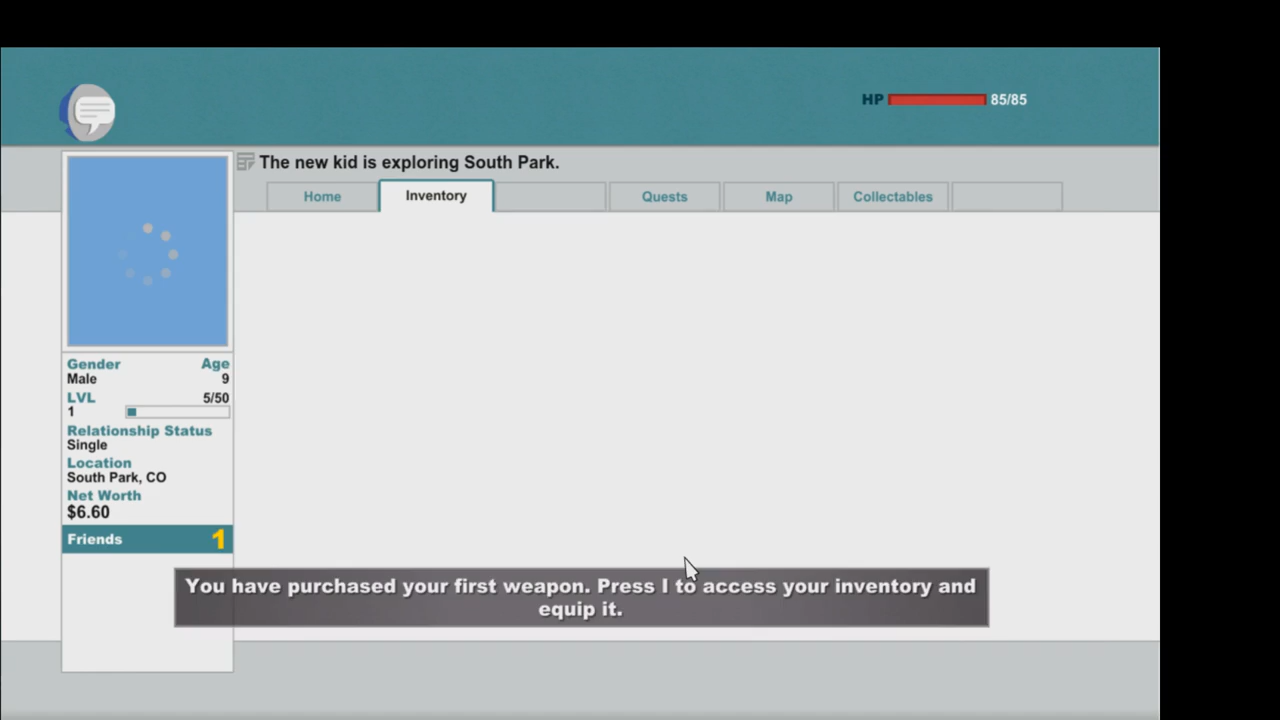 HP 85/85
The new kid is exploring South Park.
Home Inventory Quests Map Collectables
Gender Age
Male 9
LVL 5/50
1
Relationship Status
Single
Location
South Park, CO
Net Worth
$6.60
Friends 1
You have purchased your first weapon. Press I to access your inventory and
equip it.